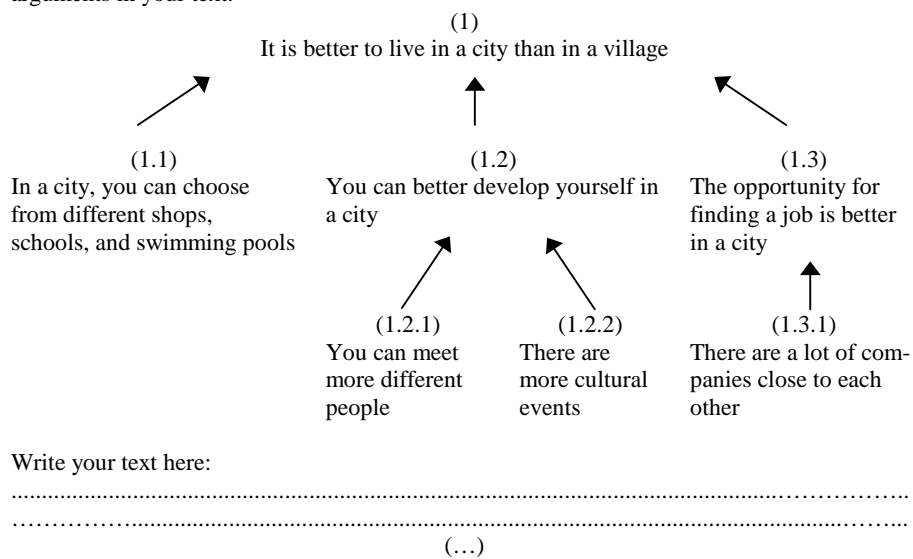 arguments in your text.
(1)
It is better to live in a city than in a village
(1.1)
In a city, you can choose
from different shops,
schools, and swimming pools
(1.2)
You can better develop yourself in
a city
(1.3)
The opportunity for
finding a job is better
in a city
(1.2.1)
You can meet
more different
people
(1.2.2)
There are
more cultural
events
(1.3.1)
There are a lot of com-
panies close to each
other
Write your text here:
................................................................................................................................……………..
……………................................................................................................................................……...
(…)